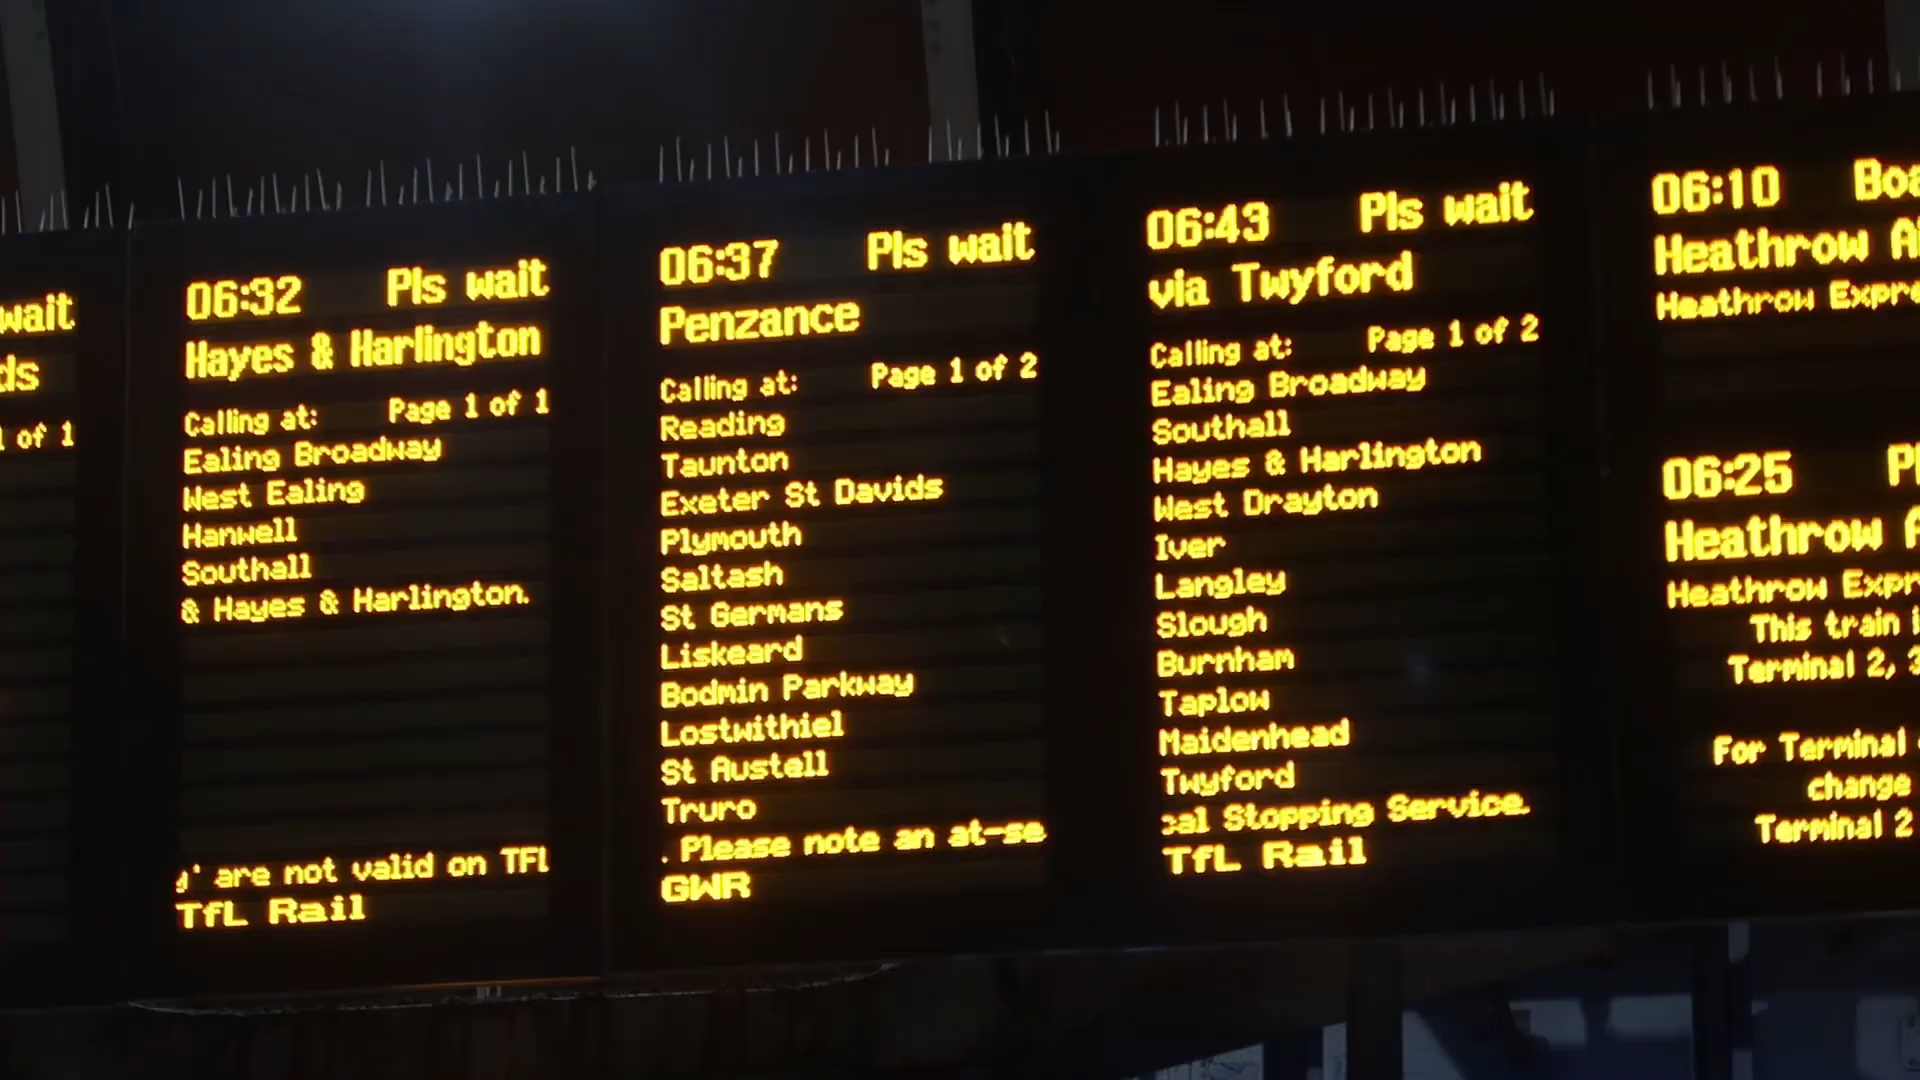 wait
ds
of 1
06:32 Pls wait
Hayes & Harlington
Calling at: Page 1 of 1
Ealing Broadway
West Ealing
Hanwell
Southall
& Hayes & Harlington.
' are not valid on TFL
TfL Rail
06:37 Pls wait
Penzance
Calling at: Page 1 of 2
Reading
Taunton
Exeter St Davids
Plymouth
Saltash
St Germans
Liskeard
Bodmin Parkway
Lostwithiel
St Austell
Truro
. Please note an at-se
GWR
06:43 Pls wait
via Twyford
Calling at: Page 1 of 2
Ealing Broadway
Southall
Hayes & Harlington
West Drayton
Iver
Langley
Slough
Burnham
Taplow
Maidenhead
Twyford
cal Stopping Service.
TfL Rail
06:10 Boa
Heathrow A
Heathrow Expre
06:25 Pl
Heathrow A
Heathrow Expr
This train i
Terminal 2, 3
For Terminal
change
Terminal 2